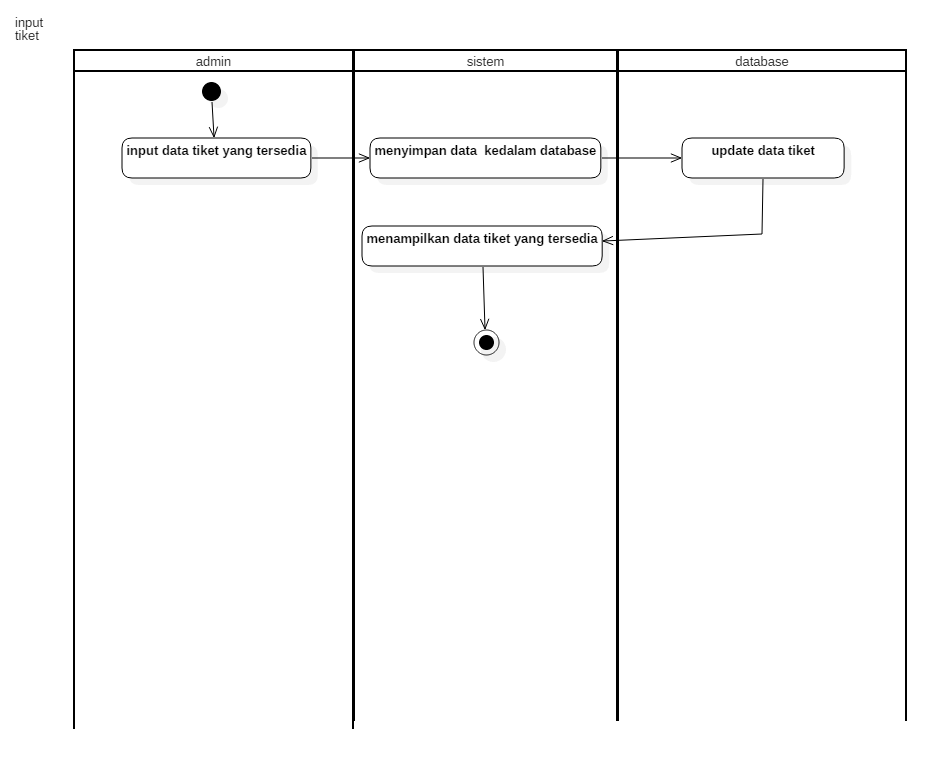 input
tiket
admin
sistem
database
input data tiket yang tersedia
menyimpan data  kedalam database
update data tiket
menampilkan data tiket yang tersedia